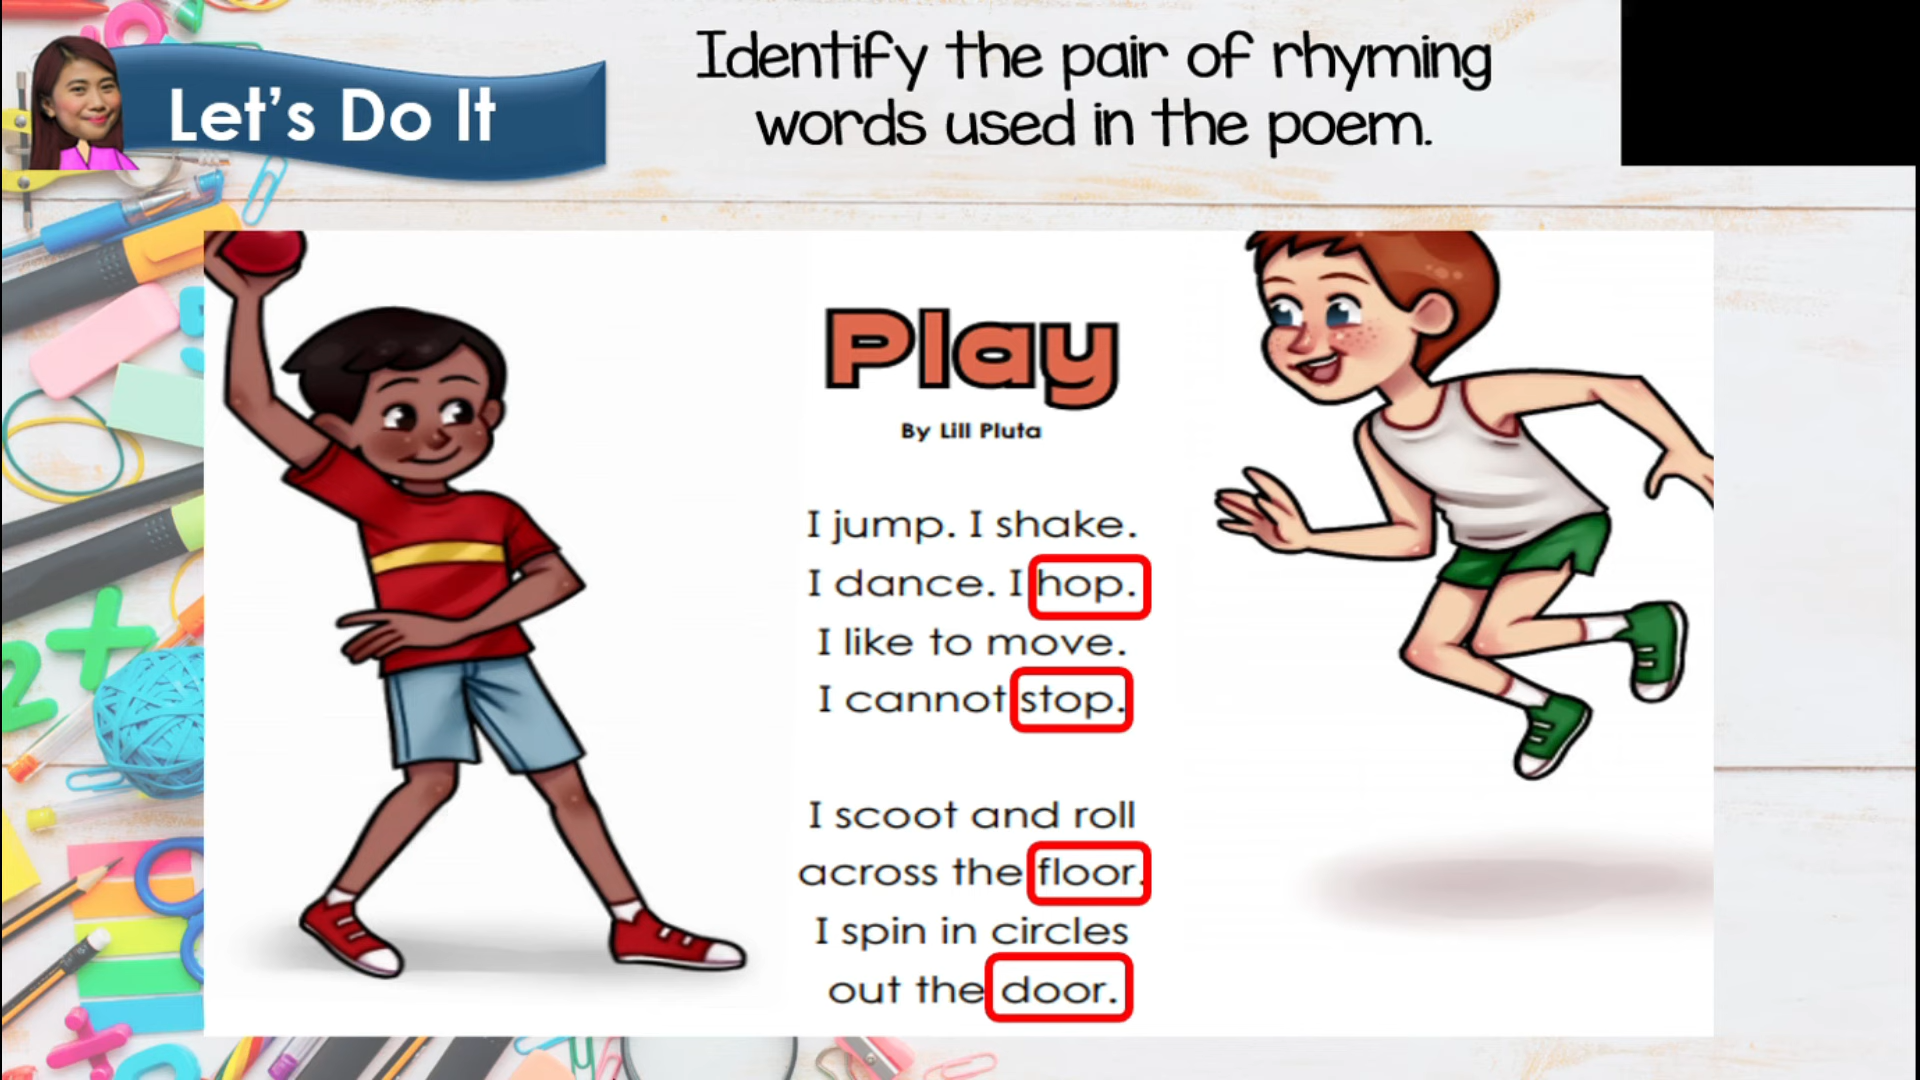 Let's Do It
Identify the pair of rhyming
words used in the poem.
Play
By Lill Pluta
I jump. I shake.
I dance. I hop.
I like to move.
I cannot stop.
I scoot and roll
across the floor.
I spin in circles
out the door.